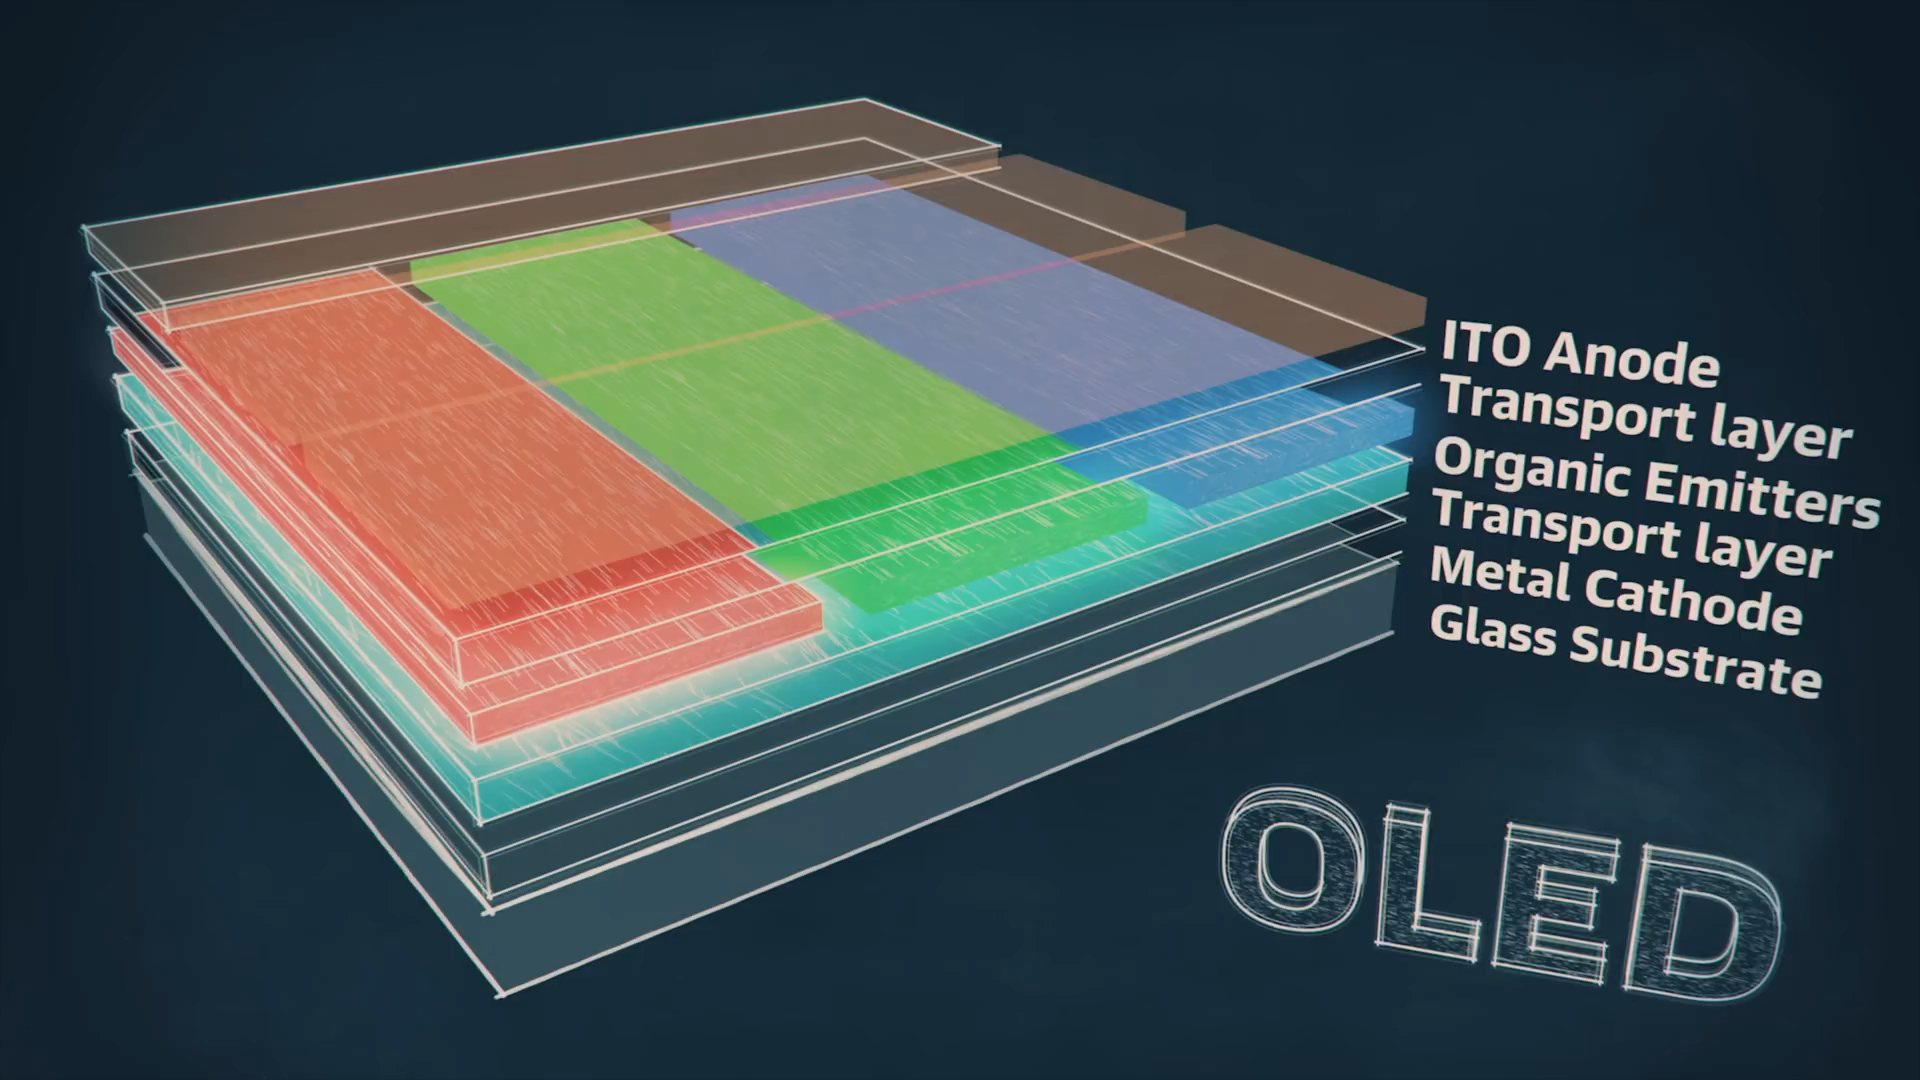 ITO Anode
Transport layer
Organic Emitters
Transport layer
Metal Cathode
Glass Substrate
OLED